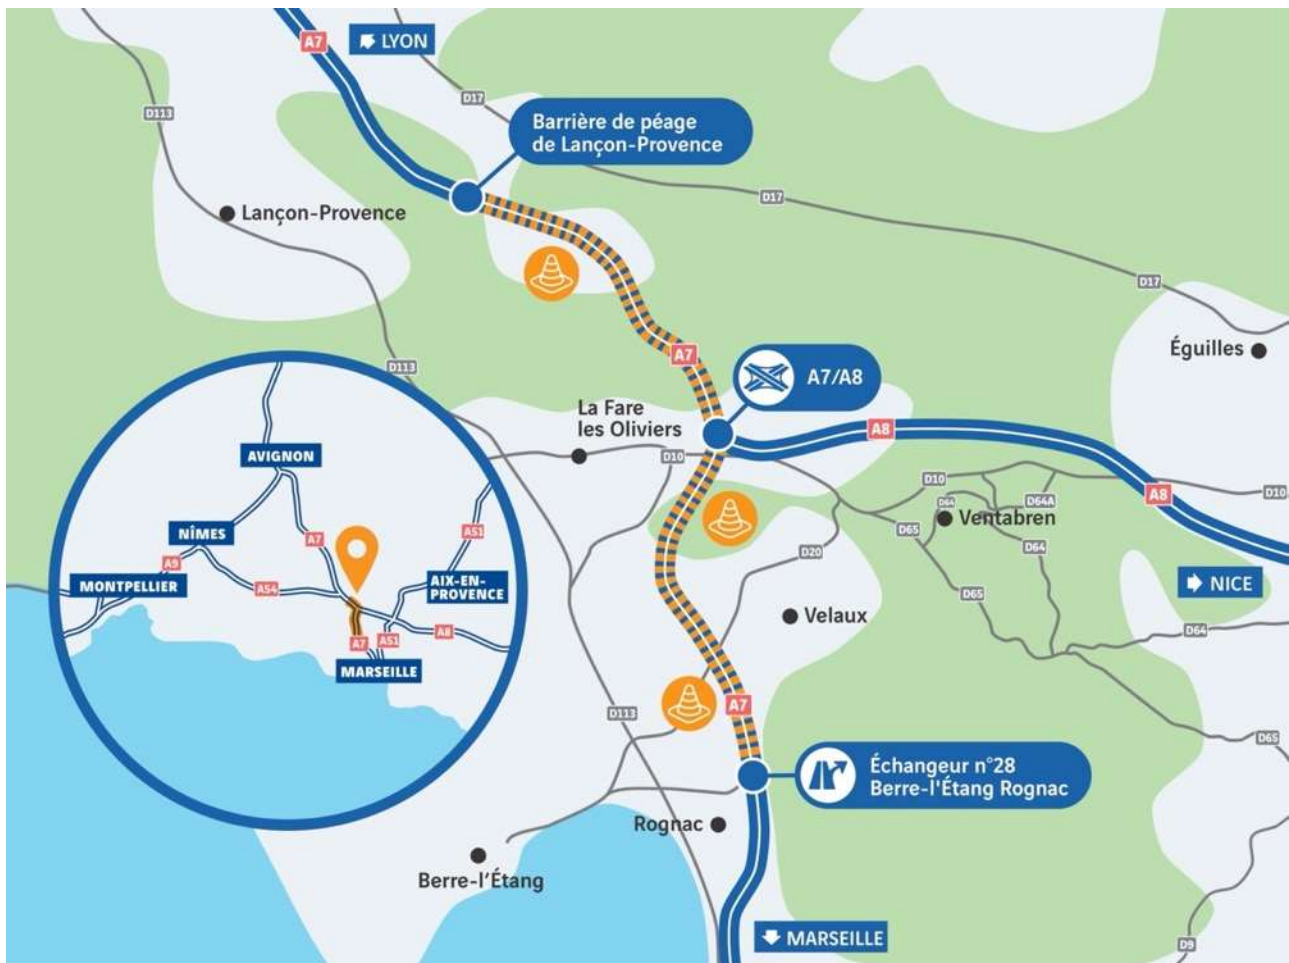 A7
LYON
D17
D113
Barrière de péage
de Lançon-Provence
D17
Lançon-Provence
D17
Éguilles
A7
D113
A7/A8
La Fare
les Oliviers
A8
D10
D10
D64
D64A
A8
D10
Ventabren
D65
D64
D20
NICE
D65
Velaux
D64
A7
D113
D65
Échangeur n°28
Berre-l'Étang Rognac
Rognac
Berre-l'Étang
MARSEILLE
D9
AVIGNON
NÎMES
A7
A51
A9
MONTPELLIER
A54
AIX-EN-
PROVENCE
A7
A51
A8
MARSEILLE